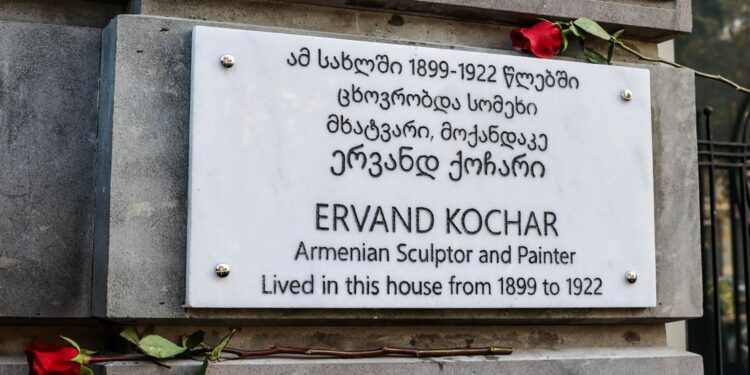 ამ სახლში 1899-1922 წლებში
ცხოვრობდა სომეხი
მხატვარი, მოქანდაკე
ერვანდ ქოჩარი
ERVAND KOCHAR
Armenian Sculptor and Painter
Lived in this house from 1899 to 1922